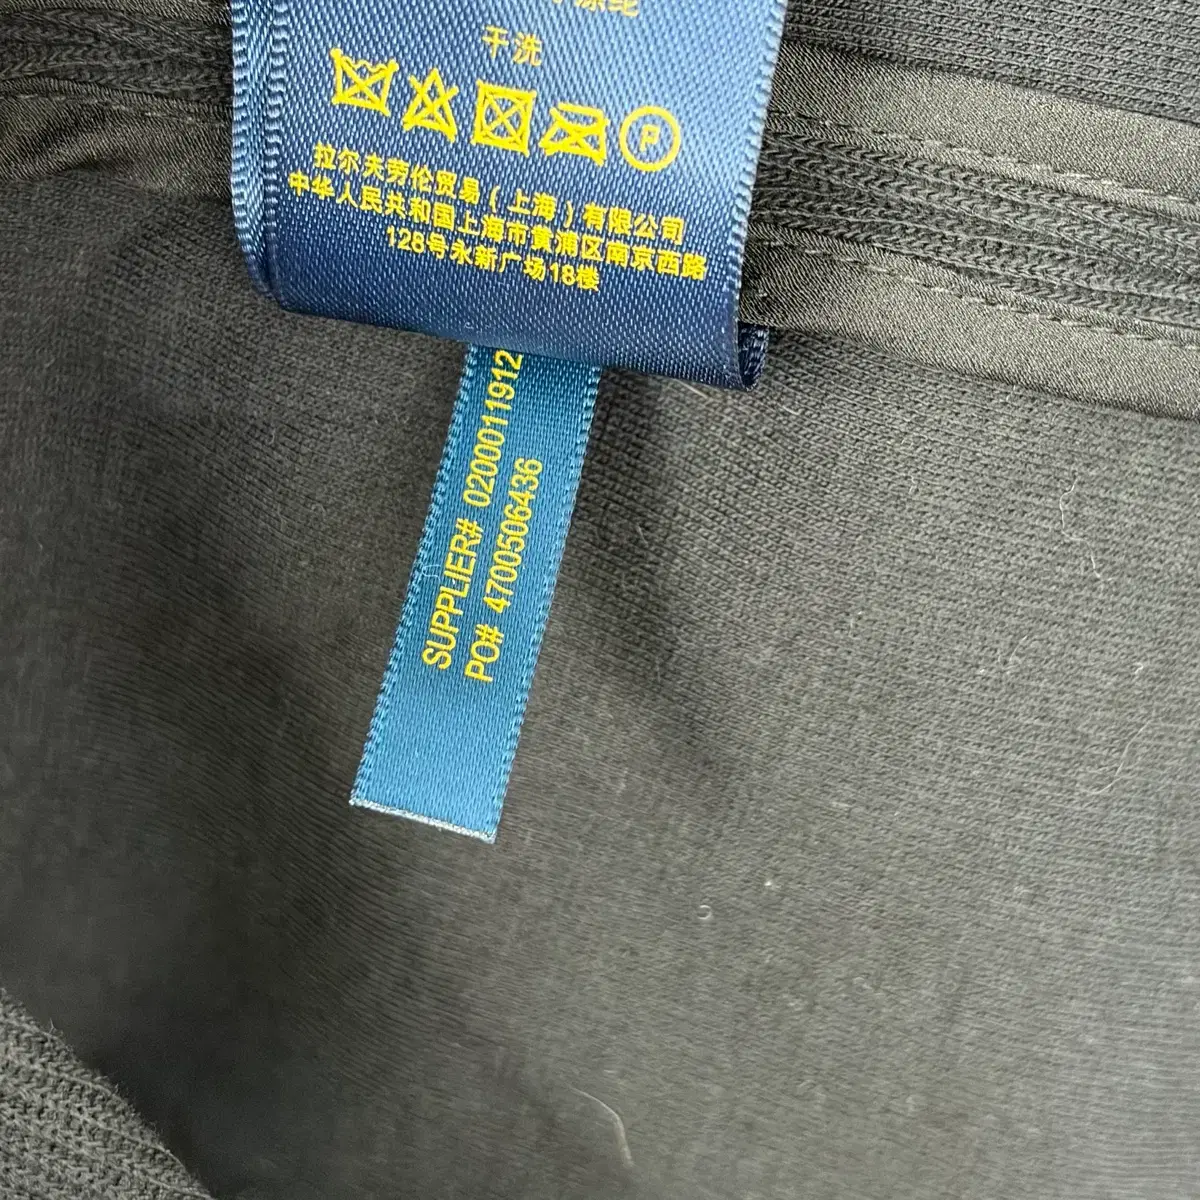 干洗
P
拉尔夫劳伦贸易（上海）有限公司
中华人民共和国上海市黄浦区南京西路
128号永新广场18楼
SUPPLIER# 0200011912
PO# 4700506436